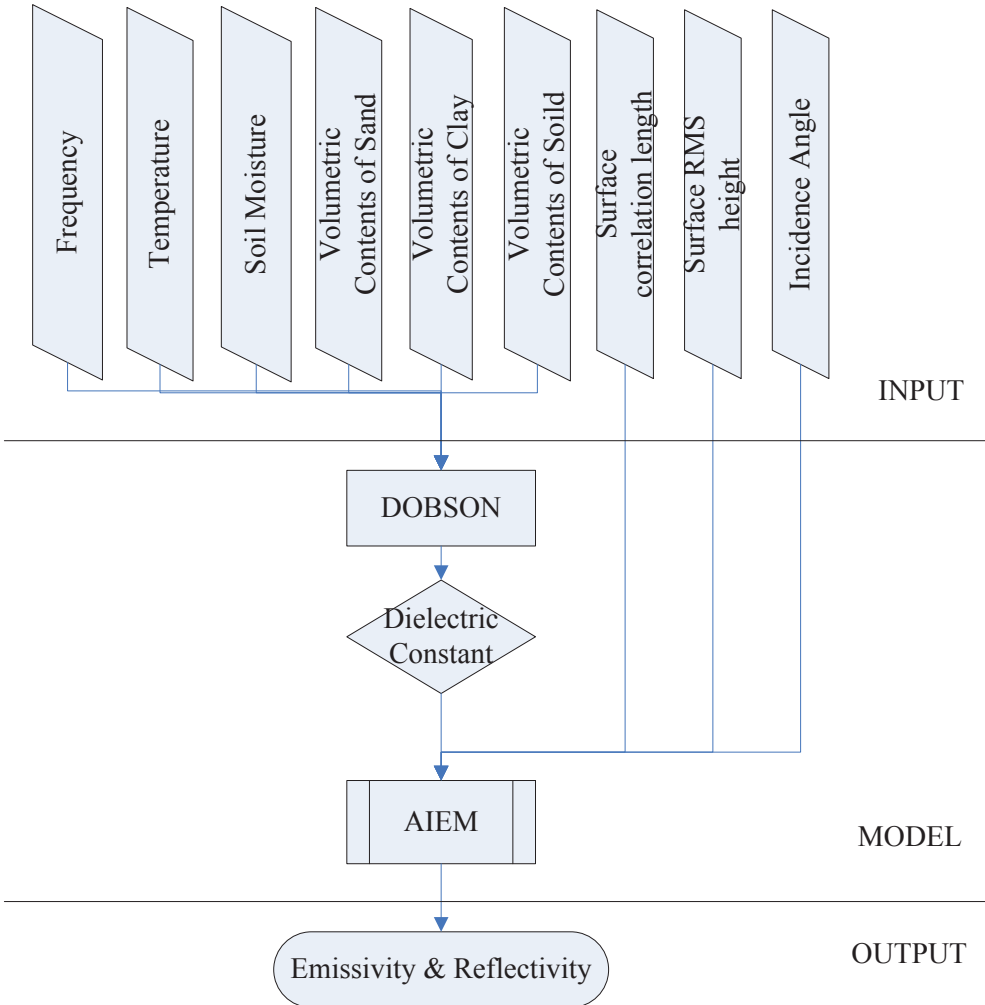 Frequency
Temperature
Soil Moisture
Volumetric
Contents of Sand
Volumetric
Contents of Clay
Volumetric
Contents of Soild
Surface
correlation length
Surface RMS
height
Incidence Angle
INPUT
DOBSON
Dielectric
Constant
AIEM
MODEL
OUTPUT
Emissivity & Reflectivity